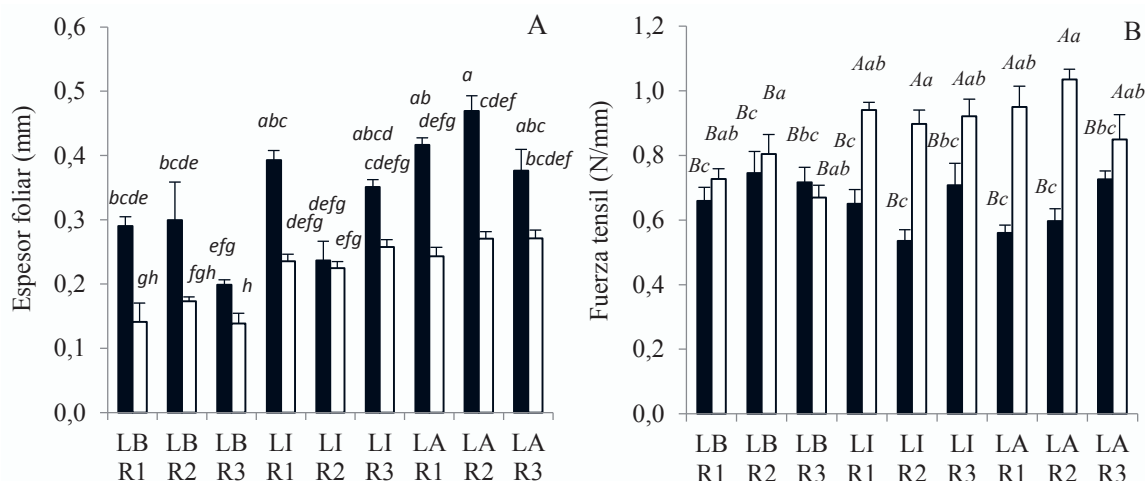 A
Espesor foliar (mm)
0,6
0,5
0,4
0,3
0,2
0,1
0,0
bcde
gh
bcde
fgh
efg
h
abc
defg
defg
efg
abcd
cdefg
ab
defg
a
cdef
abc
bcdef
LB LB LB LI LI LI LA LA LA
R1 R2 R3 R1 R2 R3 R1 R2 R3
B
Fuerza tensil (N/mm)
1,2
1,0
0,8
0,6
0,4
0,2
0,0
Bc
Bab
Bc
Ba
Bbc
Bab
Bc
Aab
Bc
Aa
Bbc
Aab
Bc
Aab
Bc
Aa
Bbc
Aab
LB LB LB LI LI LI LA LA LA
R1 R2 R3 R1 R2 R3 R1 R2 R3